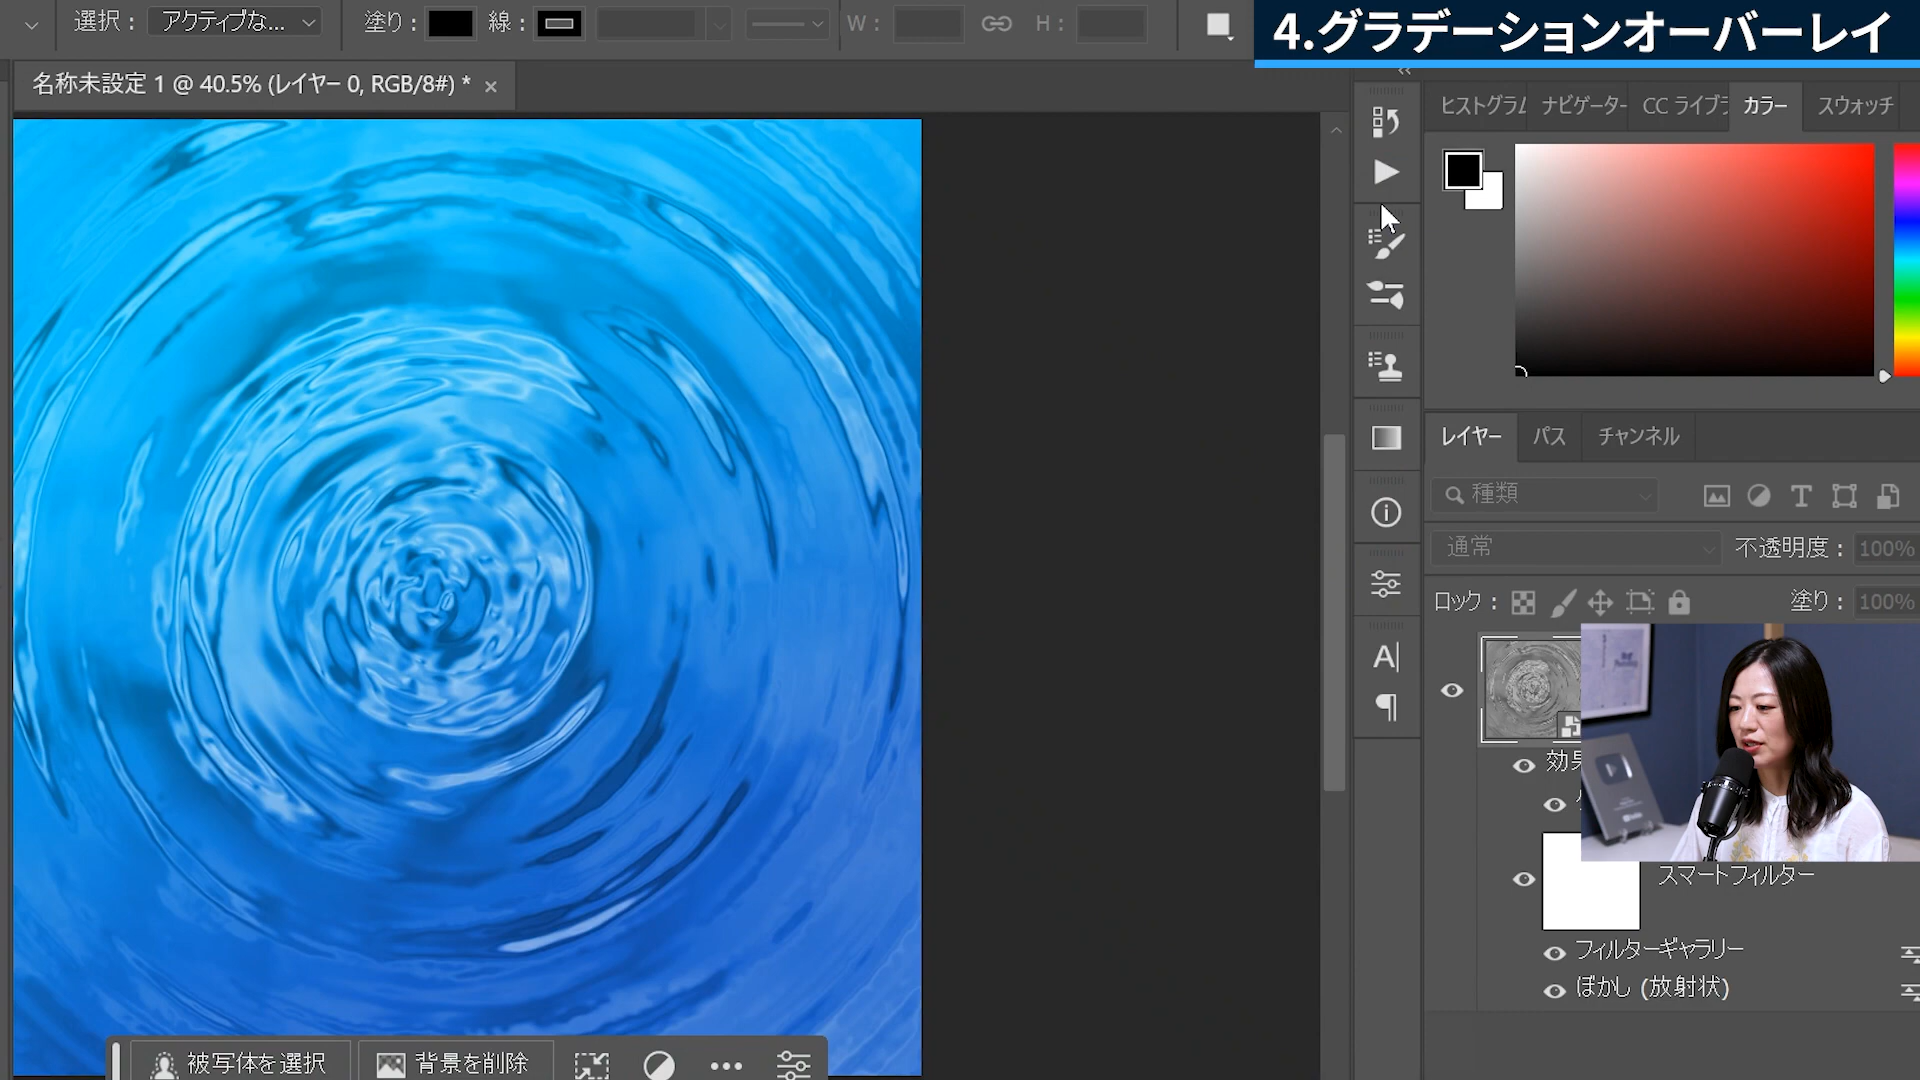 選択： アクティブな... 塗り： 線： W： H：
4.グラデーションオーバーレイ
名称未設定 1 @ 40.5% (レイヤー 0, RGB/8#) *
ヒストグラム ナビゲーター CC ライブラ カラー スウォッチ
レイヤー パス チャンネル
種類
通常 不透明度： 100%
ロック： 塗り： 100%
効果
スマートフィルター
フィルターギャラリー
ぼかし (放射状)
被写体を選択 背景を削除